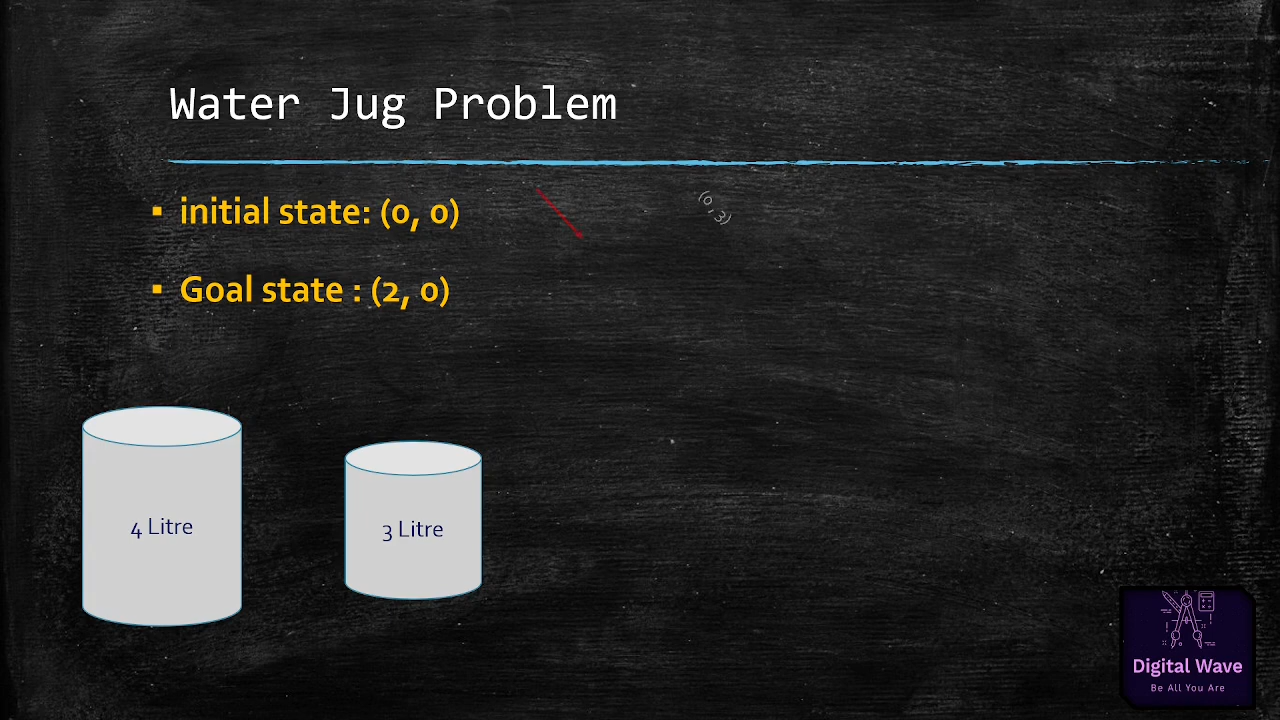 Water Jug Problem
▪ initial state: (0, 0)
(0, 3)
▪ Goal state : (2, 0)
4 Litre
3 Litre
Digital Wave
Be All You Are